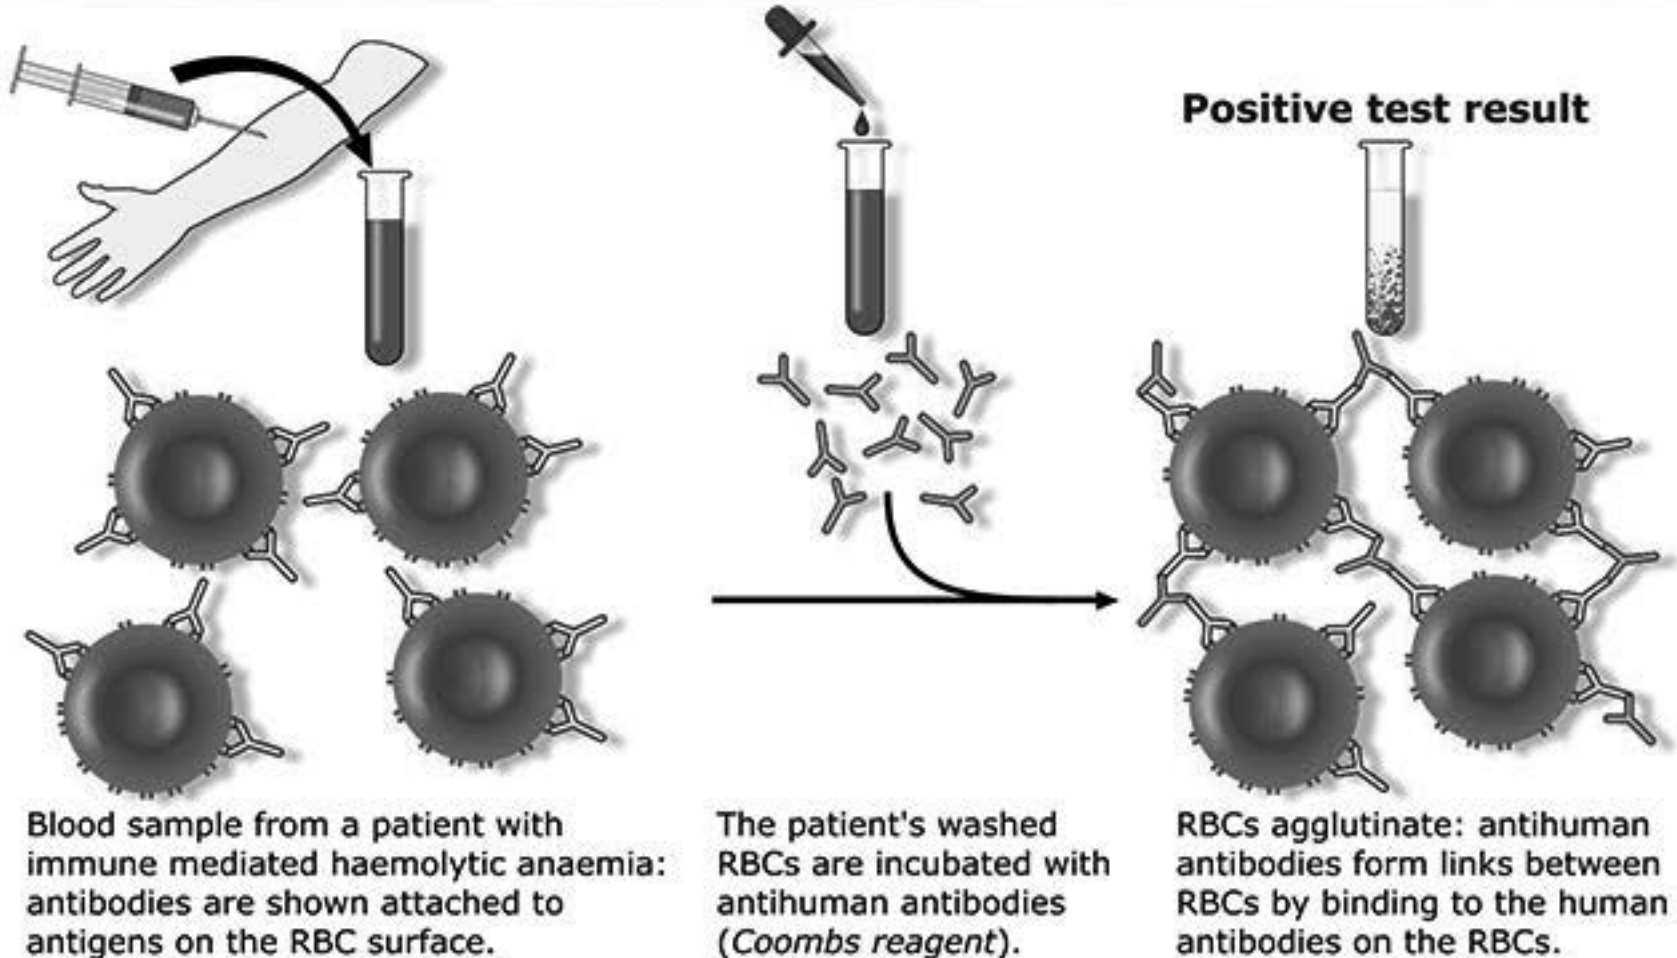 Positive test result
Blood sample from a patient with
immune mediated haemolytic anaemia:
antibodies are shown attached to
antigens on the RBC surface.
The patient's washed
RBCs are incubated with
antihuman antibodies
(Coombs reagent).
RBCs agglutinate: antihuman
antibodies form links between
RBCs by binding to the human
antibodies on the RBCs.